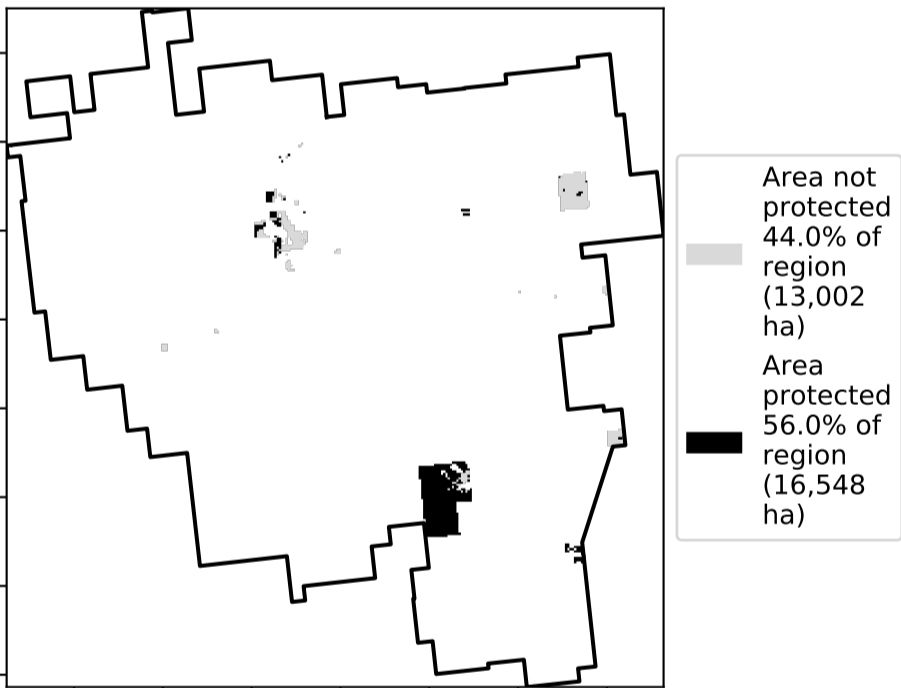 Area not
protected
44.0% of
region
(13,002
ha)
Area
protected
56.0% of
region
(16,548
ha)